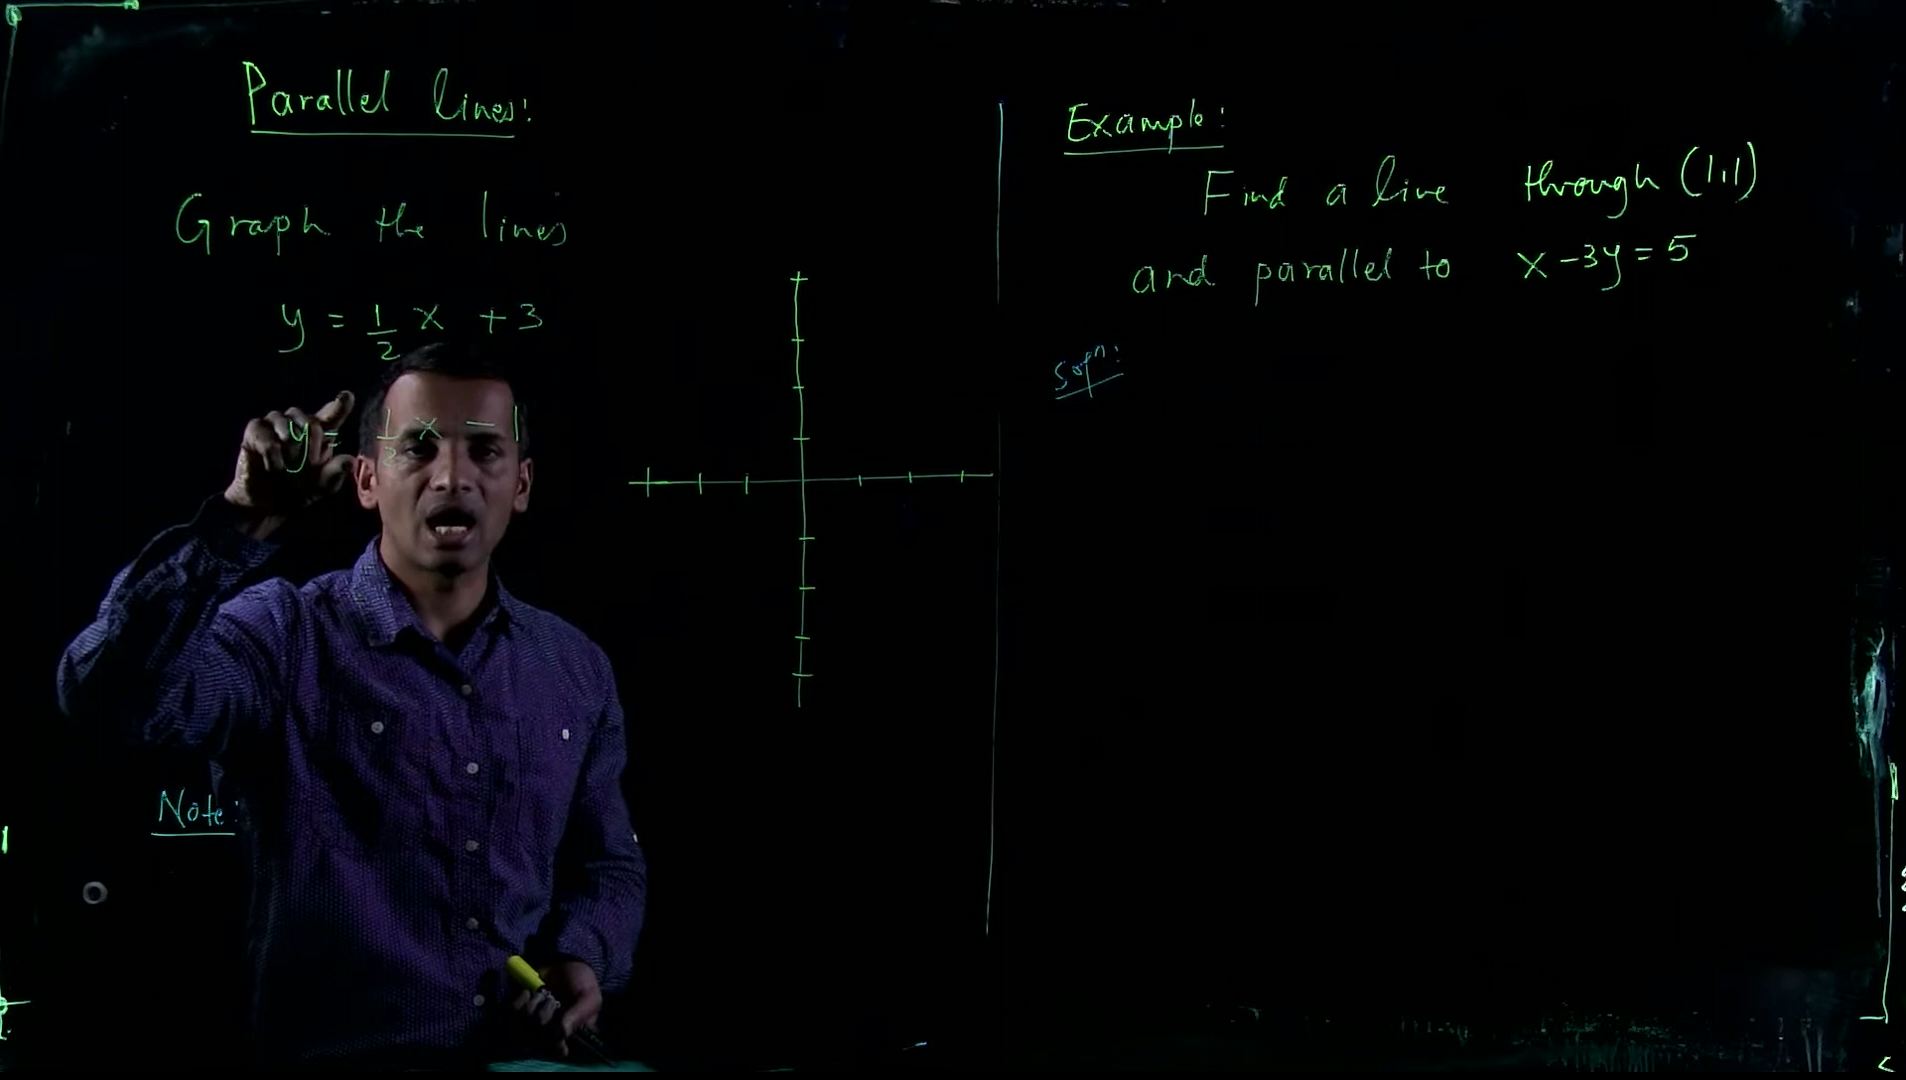 Parallel lines:
Graph the lines
y = 1/2 x + 3
y = 1/2 x - 1
Note:
Example:
Find a line through (1,1)
and parallel to x - 3y = 5
Solⁿ: